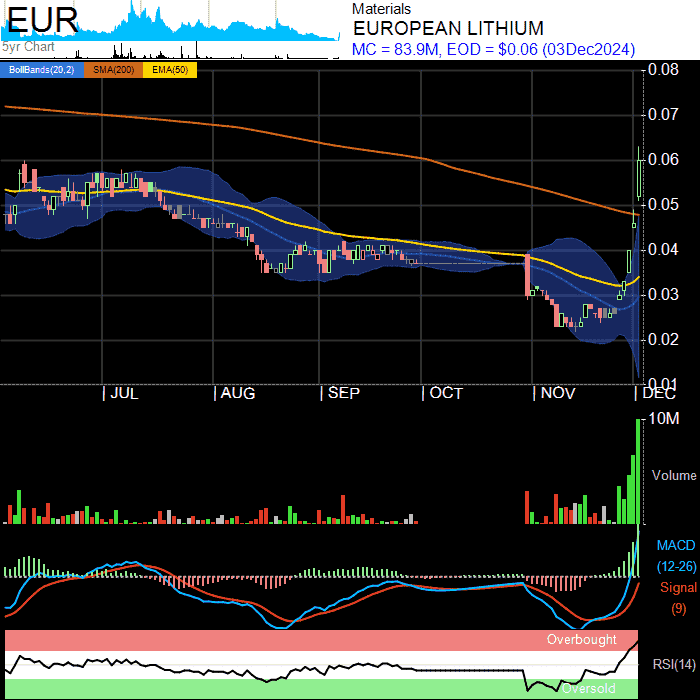 EUR
5yr Chart
Materials
EUROPEAN LITHIUM
MC = 83.9M, EOD = $0.06 (03Dec2024)
BollBands(20,2) SMA(200) EMA(50)
0.08
0.07
0.06
0.05
0.04
0.03
0.02
0.01
JUL AUG SEP OCT NOV DEC
10M
Volume
MACD
(12-26)
Signal
(9)
Overbought
RSI(14)
Oversold